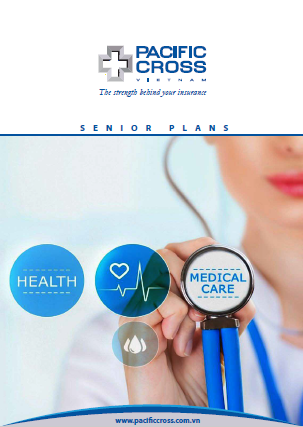 PACIFIC
CROSS
VIETNAM
The strength behind your insurance
SENIOR PLANS
HEALTH
MEDICAL
CARE
www.pacificcross.com.vn